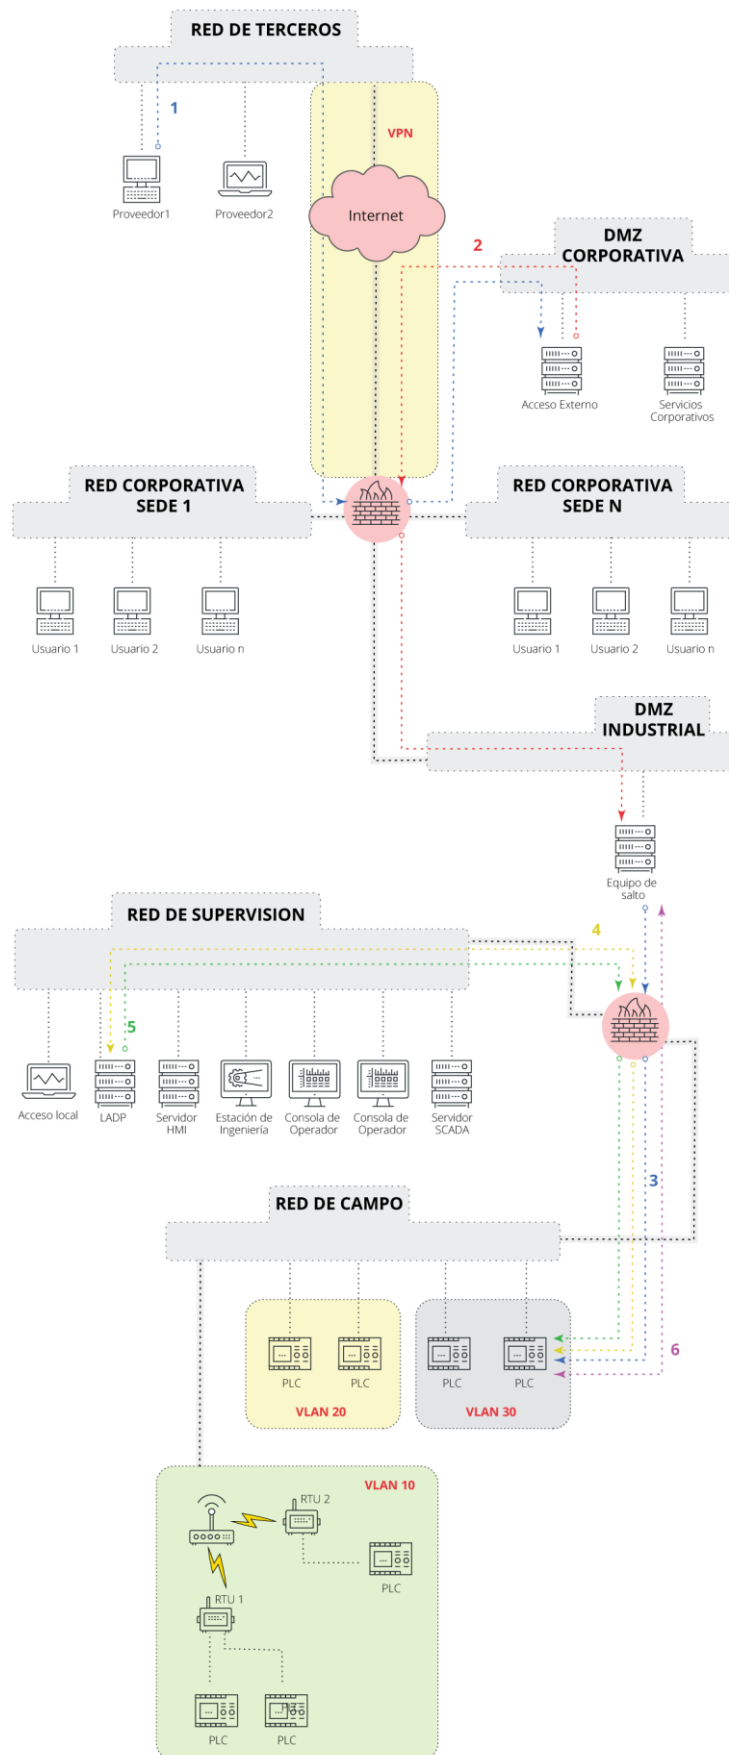 RED DE TERCEROS
1
VPN
Proveedor1
Proveedor2
Internet
2
DMZ
CORPORATIVA
Acceso Externo
Servicios
Corporativos
RED CORPORATIVA
SEDE 1
RED CORPORATIVA
SEDE N
Usuario 1
Usuario 2
Usuario n
Usuario 1
Usuario 2
Usuario n
DMZ
INDUSTRIAL
Equipo de
salto
RED DE SUPERVISION
4
5
Acceso local
LADP
Servidor
HMI
Estación de
Ingeniería
Consola de
Operador
Consola de
Operador
Servidor
SCADA
3
RED DE CAMPO
PLC
PLC
PLC
PLC
6
VLAN 20
VLAN 30
VLAN 10
RTU 2
PLC
RTU 1
PLC
PLC